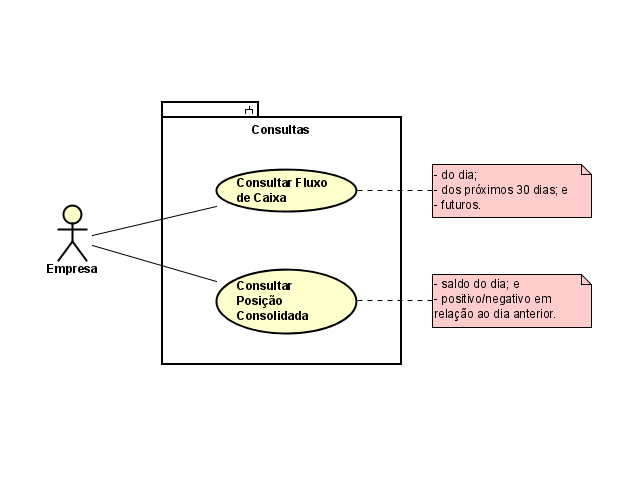 Consultas
Consultar Fluxo
de Caixa
- do dia;
- dos próximos 30 dias; e
- futuros.
Empresa
Consultar
Posição
Consolidada
- saldo do dia; e
- positivo/negativo em
relação ao dia anterior.